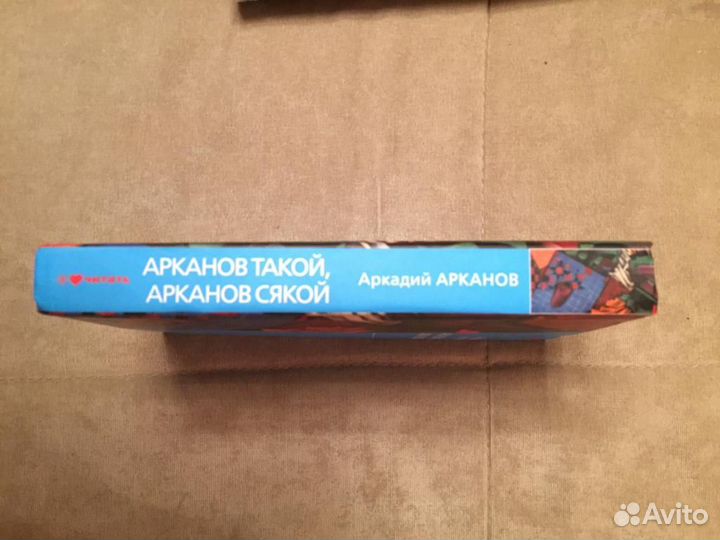 Я ♥ ЧИТАТЬ
АРКАНОВ ТАКОЙ,
АРКАНОВ СЯКОЙ
Аркадий АРКАНОВ
Avito